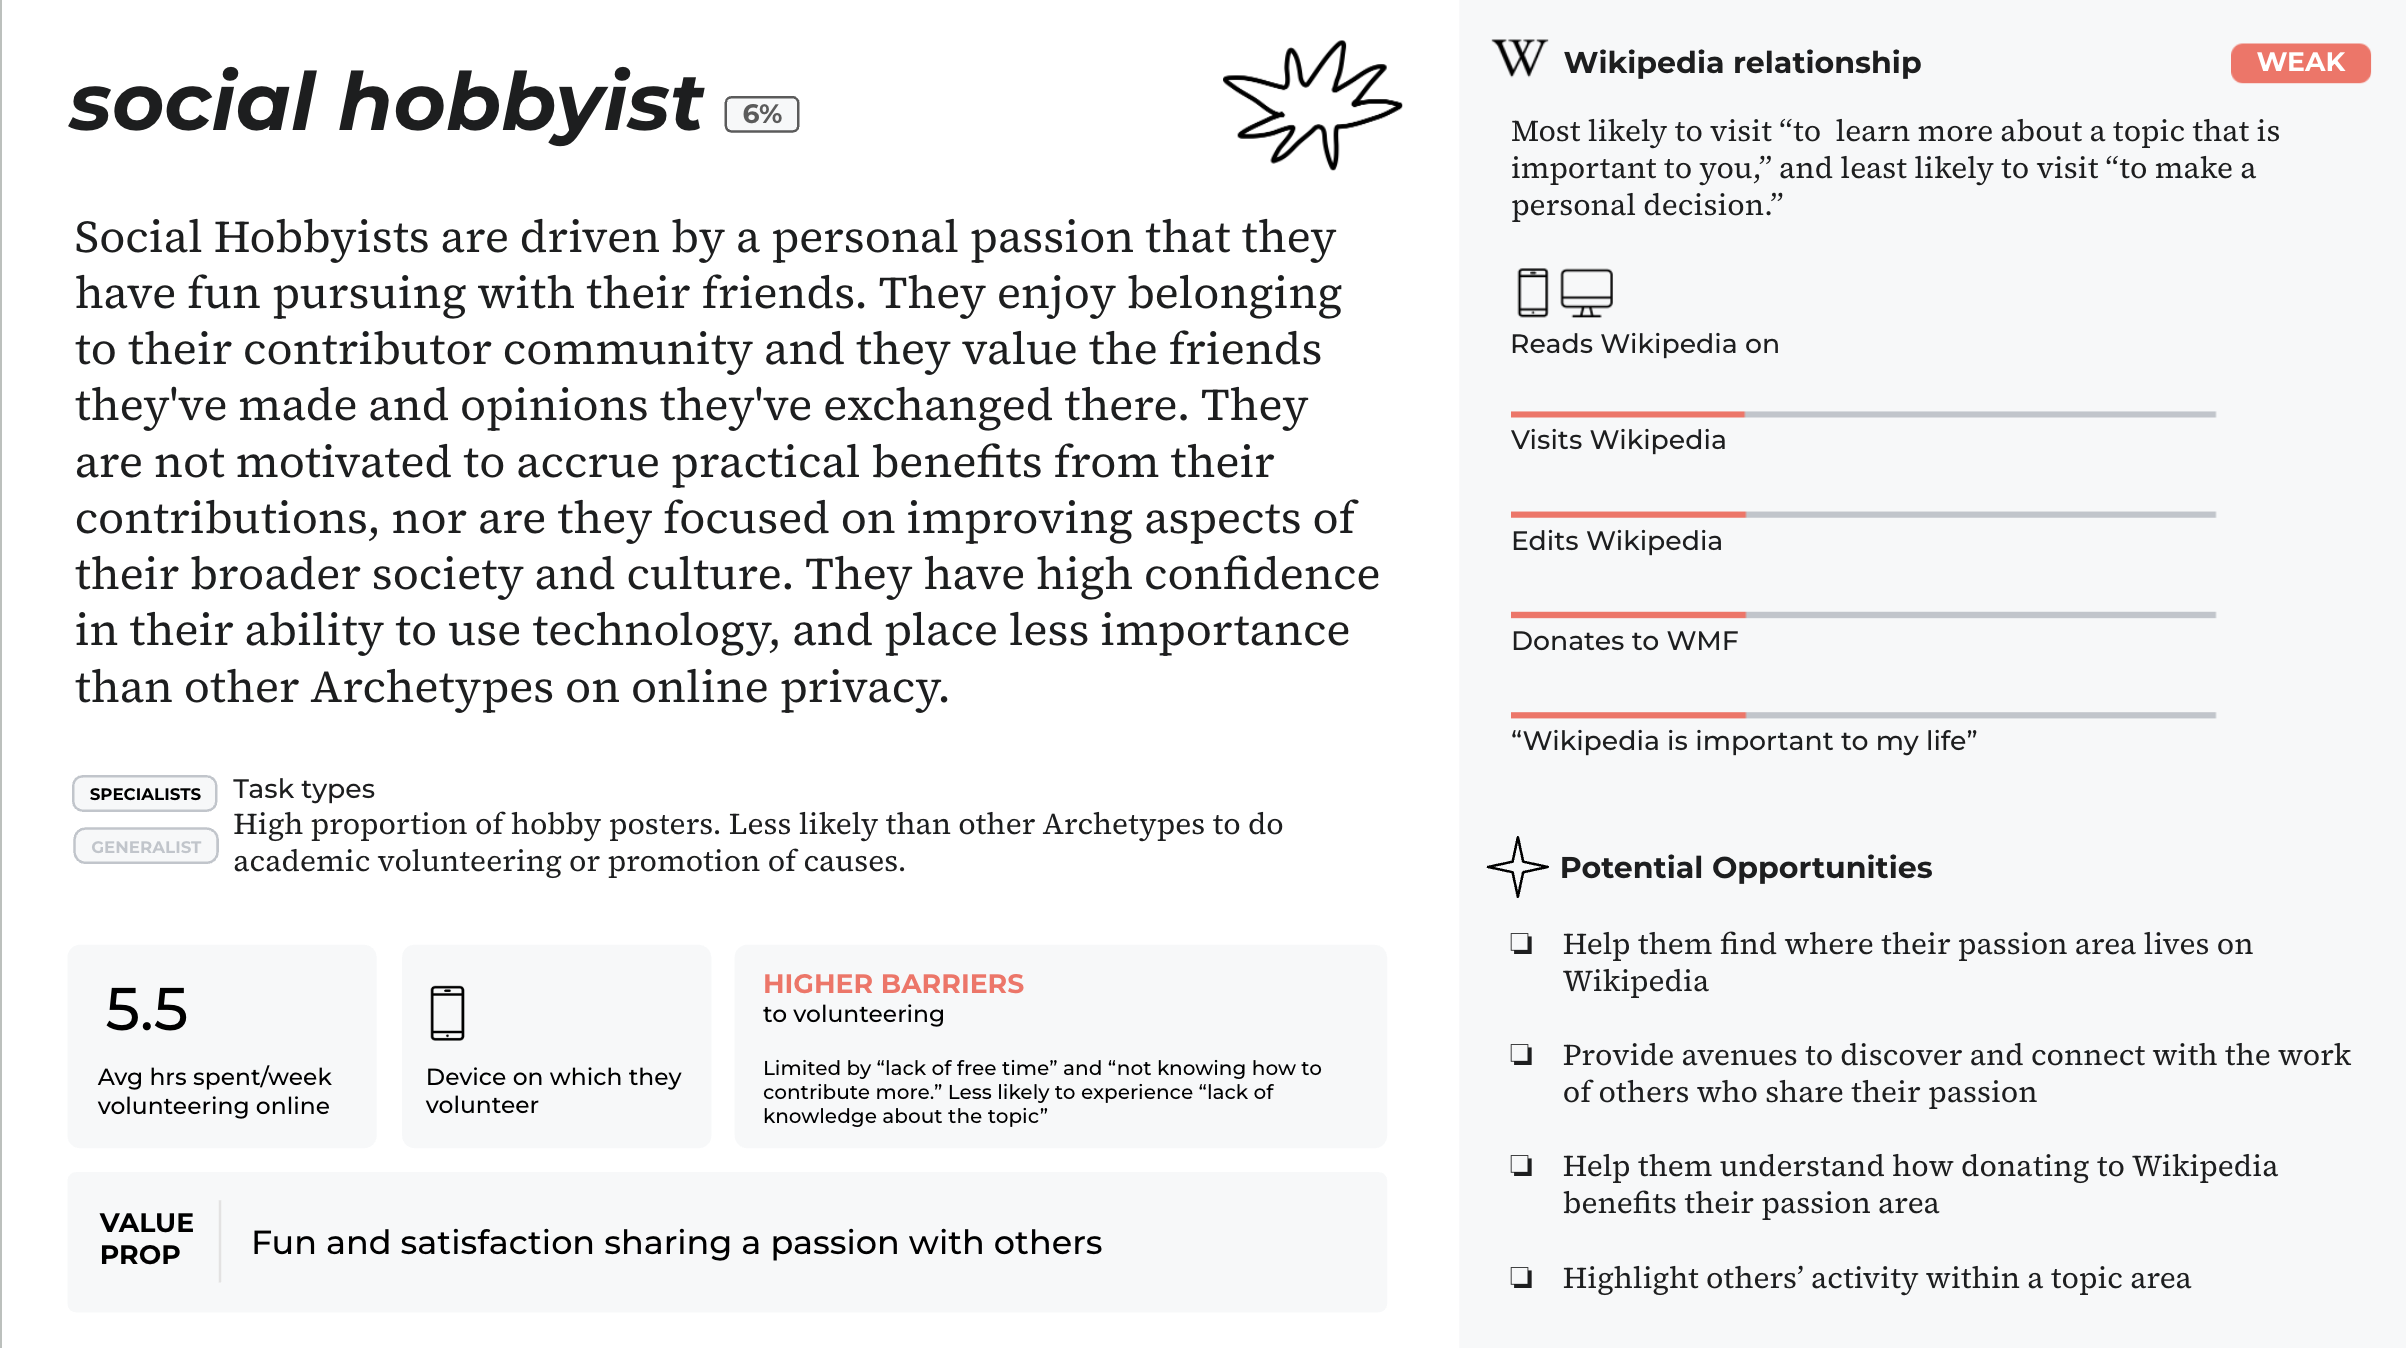 social hobbyist 6%
Social Hobbyists are driven by a personal passion that they
have fun pursuing with their friends. They enjoy belonging
to their contributor community and they value the friends
they've made and opinions they've exchanged there. They
are not motivated to accrue practical benefits from their
contributions, nor are they focused on improving aspects of
their broader society and culture. They have high confidence
in their ability to use technology, and place less importance
than other Archetypes on online privacy.
SPECIALISTS
GENERALIST
Task types
High proportion of hobby posters. Less likely than other Archetypes to do
academic volunteering or promotion of causes.
5.5
Avg hrs spent/week
volunteering online
Device on which they
volunteer
HIGHER BARRIERS
to volunteering
Limited by “lack of free time” and “not knowing how to
contribute more.” Less likely to experience “lack of
knowledge about the topic”
VALUE
PROP
Fun and satisfaction sharing a passion with others
W Wikipedia relationship
WEAK
Most likely to visit “to  learn more about a topic that is
important to you,” and least likely to visit “to make a
personal decision.”
Reads Wikipedia on
Visits Wikipedia
Edits Wikipedia
Donates to WMF
“Wikipedia is important to my life”
Potential Opportunities
❏ Help them find where their passion area lives on
Wikipedia
❏ Provide avenues to discover and connect with the work
of others who share their passion
❏ Help them understand how donating to Wikipedia
benefits their passion area
❏ Highlight others’ activity within a topic area